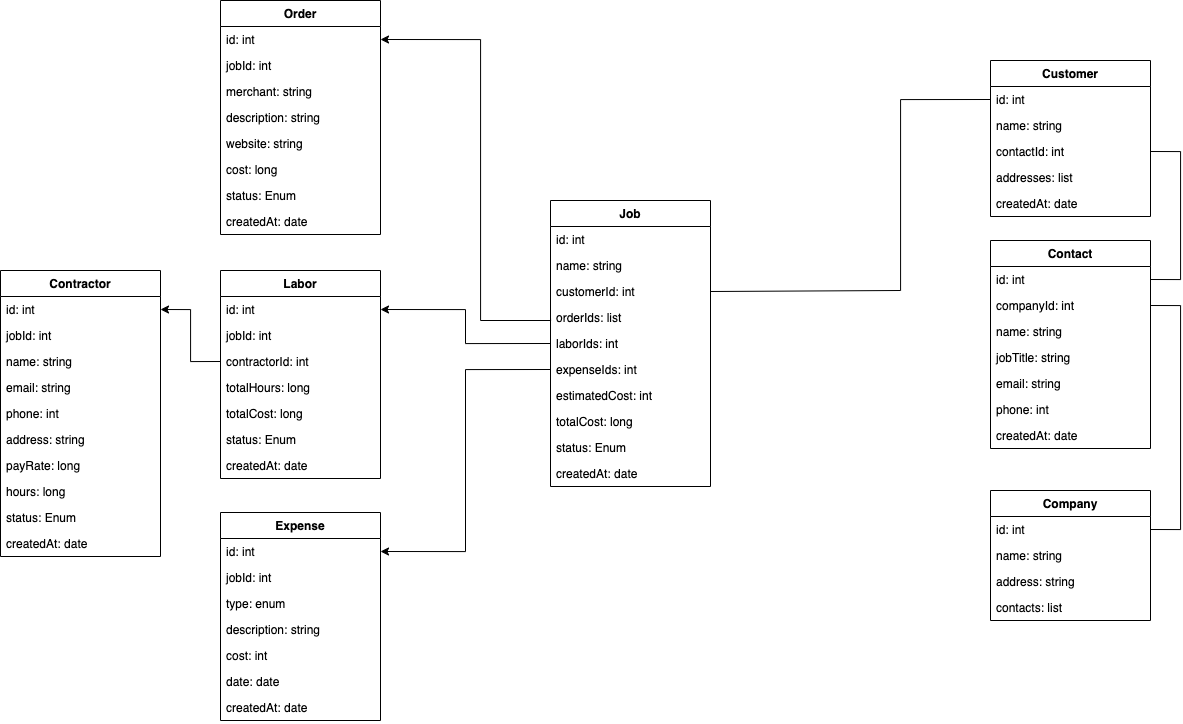 Order
id: int
jobId: int
merchant: string
description: string
website: string
cost: long
status: Enum
createdAt: date
Customer
id: int
name: string
contactId: int
addresses: list
createdAt: date
Job
id: int
name: string
customerId: int
orderIds: list
laborIds: int
expenseIds: int
estimatedCost: int
totalCost: long
status: Enum
createdAt: date
Contact
id: int
companyId: int
name: string
jobTitle: string
email: string
phone: int
createdAt: date
Contractor
id: int
jobId: int
name: string
email: string
phone: int
address: string
payRate: long
hours: long
status: Enum
createdAt: date
Labor
id: int
jobId: int
contractorId: int
totalHours: long
totalCost: long
status: Enum
createdAt: date
Company
id: int
name: string
address: string
contacts: list
Expense
id: int
jobId: int
type: enum
description: string
cost: int
date: date
createdAt: date